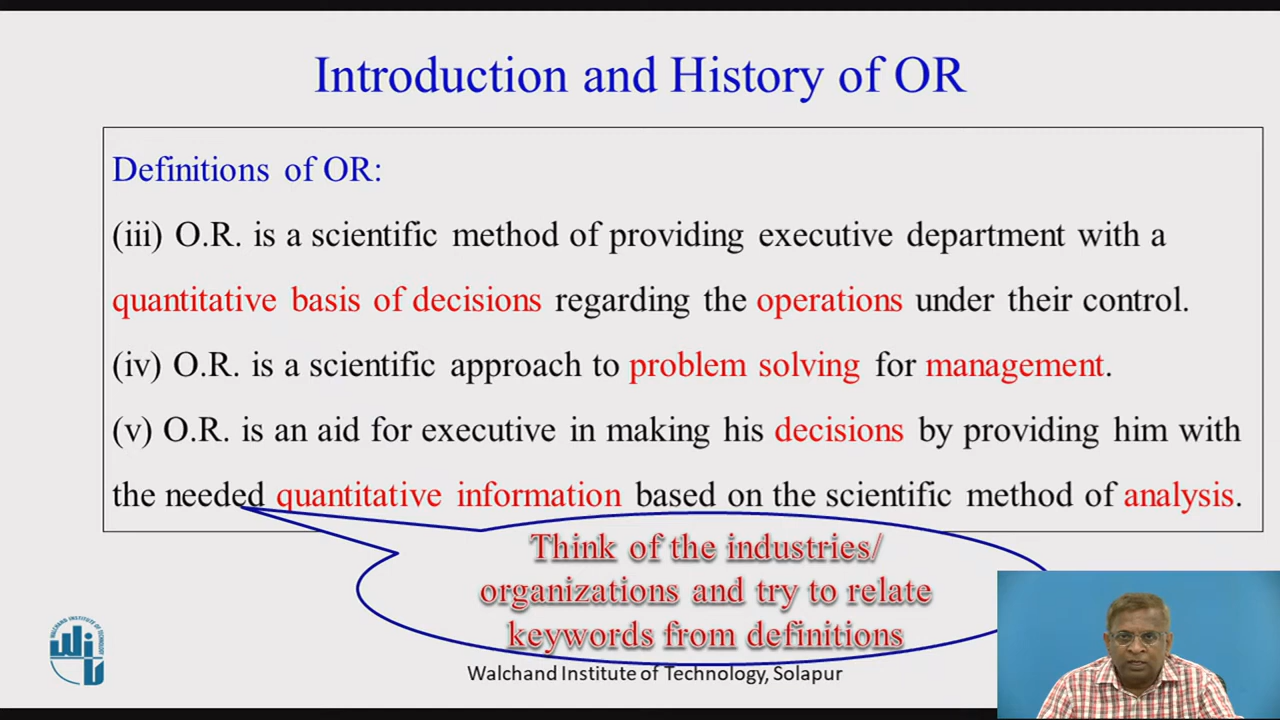 Introduction and History of OR
Definitions of OR:
(iii) O.R. is a scientific method of providing executive department with a
quantitative basis of decisions regarding the operations under their control.
(iv) O.R. is a scientific approach to problem solving for management.
(v) O.R. is an aid for executive in making his decisions by providing him with
the needed quantitative information based on the scientific method of analysis.
Think of the industries/
organizations and try to relate
keywords from definitions
WALCHAND INSTITUTE OF TECHNOLOGY
Walchand Institute of Technology, Solapur